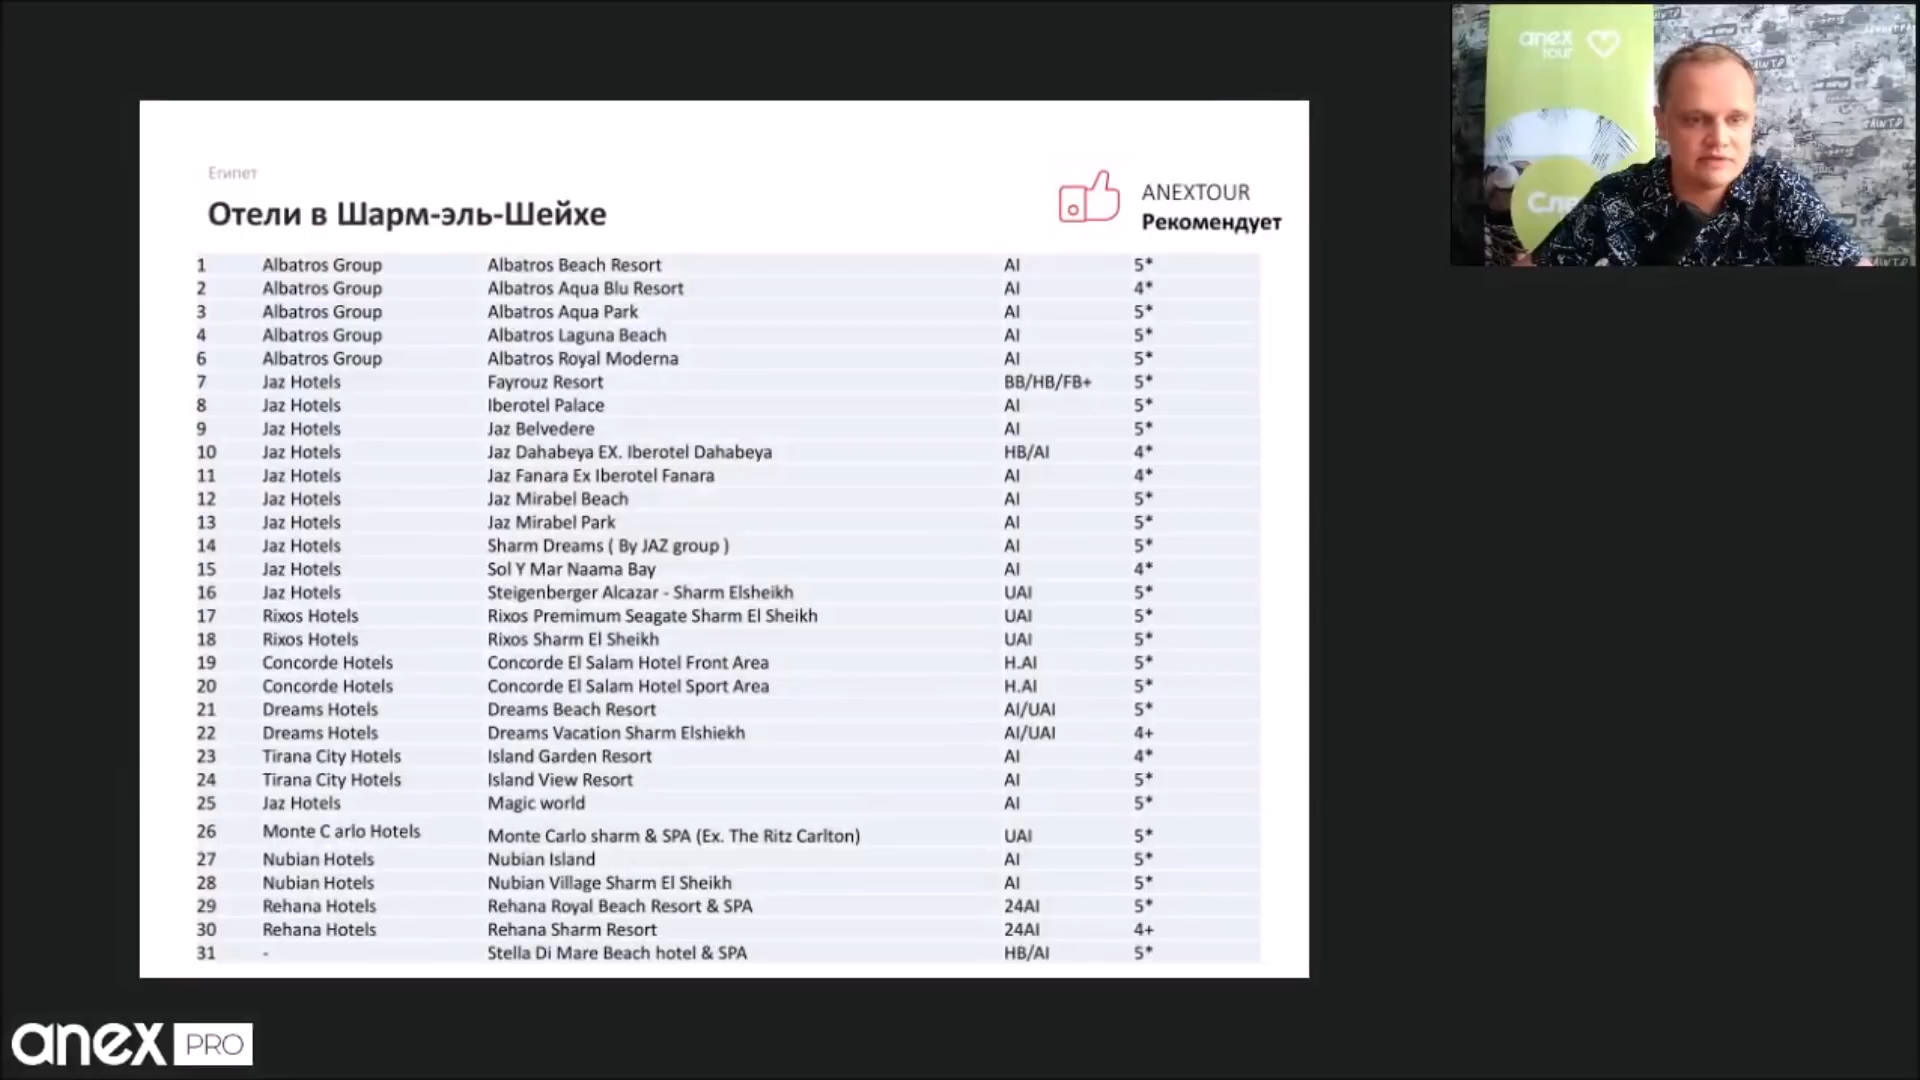 anex
tour
Сле
Египет
Отели в Шарм-эль-Шейхе
ANEXTOUR
Рекомендует
1 Albatros Group Albatros Beach Resort AI 5*
2 Albatros Group Albatros Aqua Blu Resort AI 4*
3 Albatros Group Albatros Aqua Park AI 5*
4 Albatros Group Albatros Laguna Beach AI 5*
6 Albatros Group Albatros Royal Moderna AI 5*
7 Jaz Hotels Fayrouz Resort BB/HB/FB+ 5*
8 Jaz Hotels Iberotel Palace AI 5*
9 Jaz Hotels Jaz Belvedere AI 5*
10 Jaz Hotels Jaz Dahabeya EX. Iberotel Dahabeya HB/AI 4*
11 Jaz Hotels Jaz Fanara Ex Iberotel Fanara AI 4*
12 Jaz Hotels Jaz Mirabel Beach AI 5*
13 Jaz Hotels Jaz Mirabel Park AI 5*
14 Jaz Hotels Sharm Dreams ( By JAZ group ) AI 5*
15 Jaz Hotels Sol Y Mar Naama Bay AI 4*
16 Jaz Hotels Steigenberger Alcazar - Sharm Elsheikh UAI 5*
17 Rixos Hotels Rixos Premimum Seagate Sharm El Sheikh UAI 5*
18 Rixos Hotels Rixos Sharm El Sheikh UAI 5*
19 Concorde Hotels Concorde El Salam Hotel Front Area H.AI 5*
20 Concorde Hotels Concorde El Salam Hotel Sport Area H.AI 5*
21 Dreams Hotels Dreams Beach Resort AI/UAI 5*
22 Dreams Hotels Dreams Vacation Sharm Elshiekh AI/UAI 4+
23 Tirana City Hotels Island Garden Resort AI 4*
24 Tirana City Hotels Island View Resort AI 5*
25 Jaz Hotels Magic world AI 5*
26 Monte C arlo Hotels Monte Carlo sharm & SPA (Ex. The Ritz Carlton) UAI 5*
27 Nubian Hotels Nubian Island AI 5*
28 Nubian Hotels Nubian Village Sharm El Sheikh AI 5*
29 Rehana Hotels Rehana Royal Beach Resort & SPA 24AI 5*
30 Rehana Hotels Rehana Sharm Resort 24AI 4+
31 - Stella Di Mare Beach hotel & SPA HB/AI 5*
anex PRO